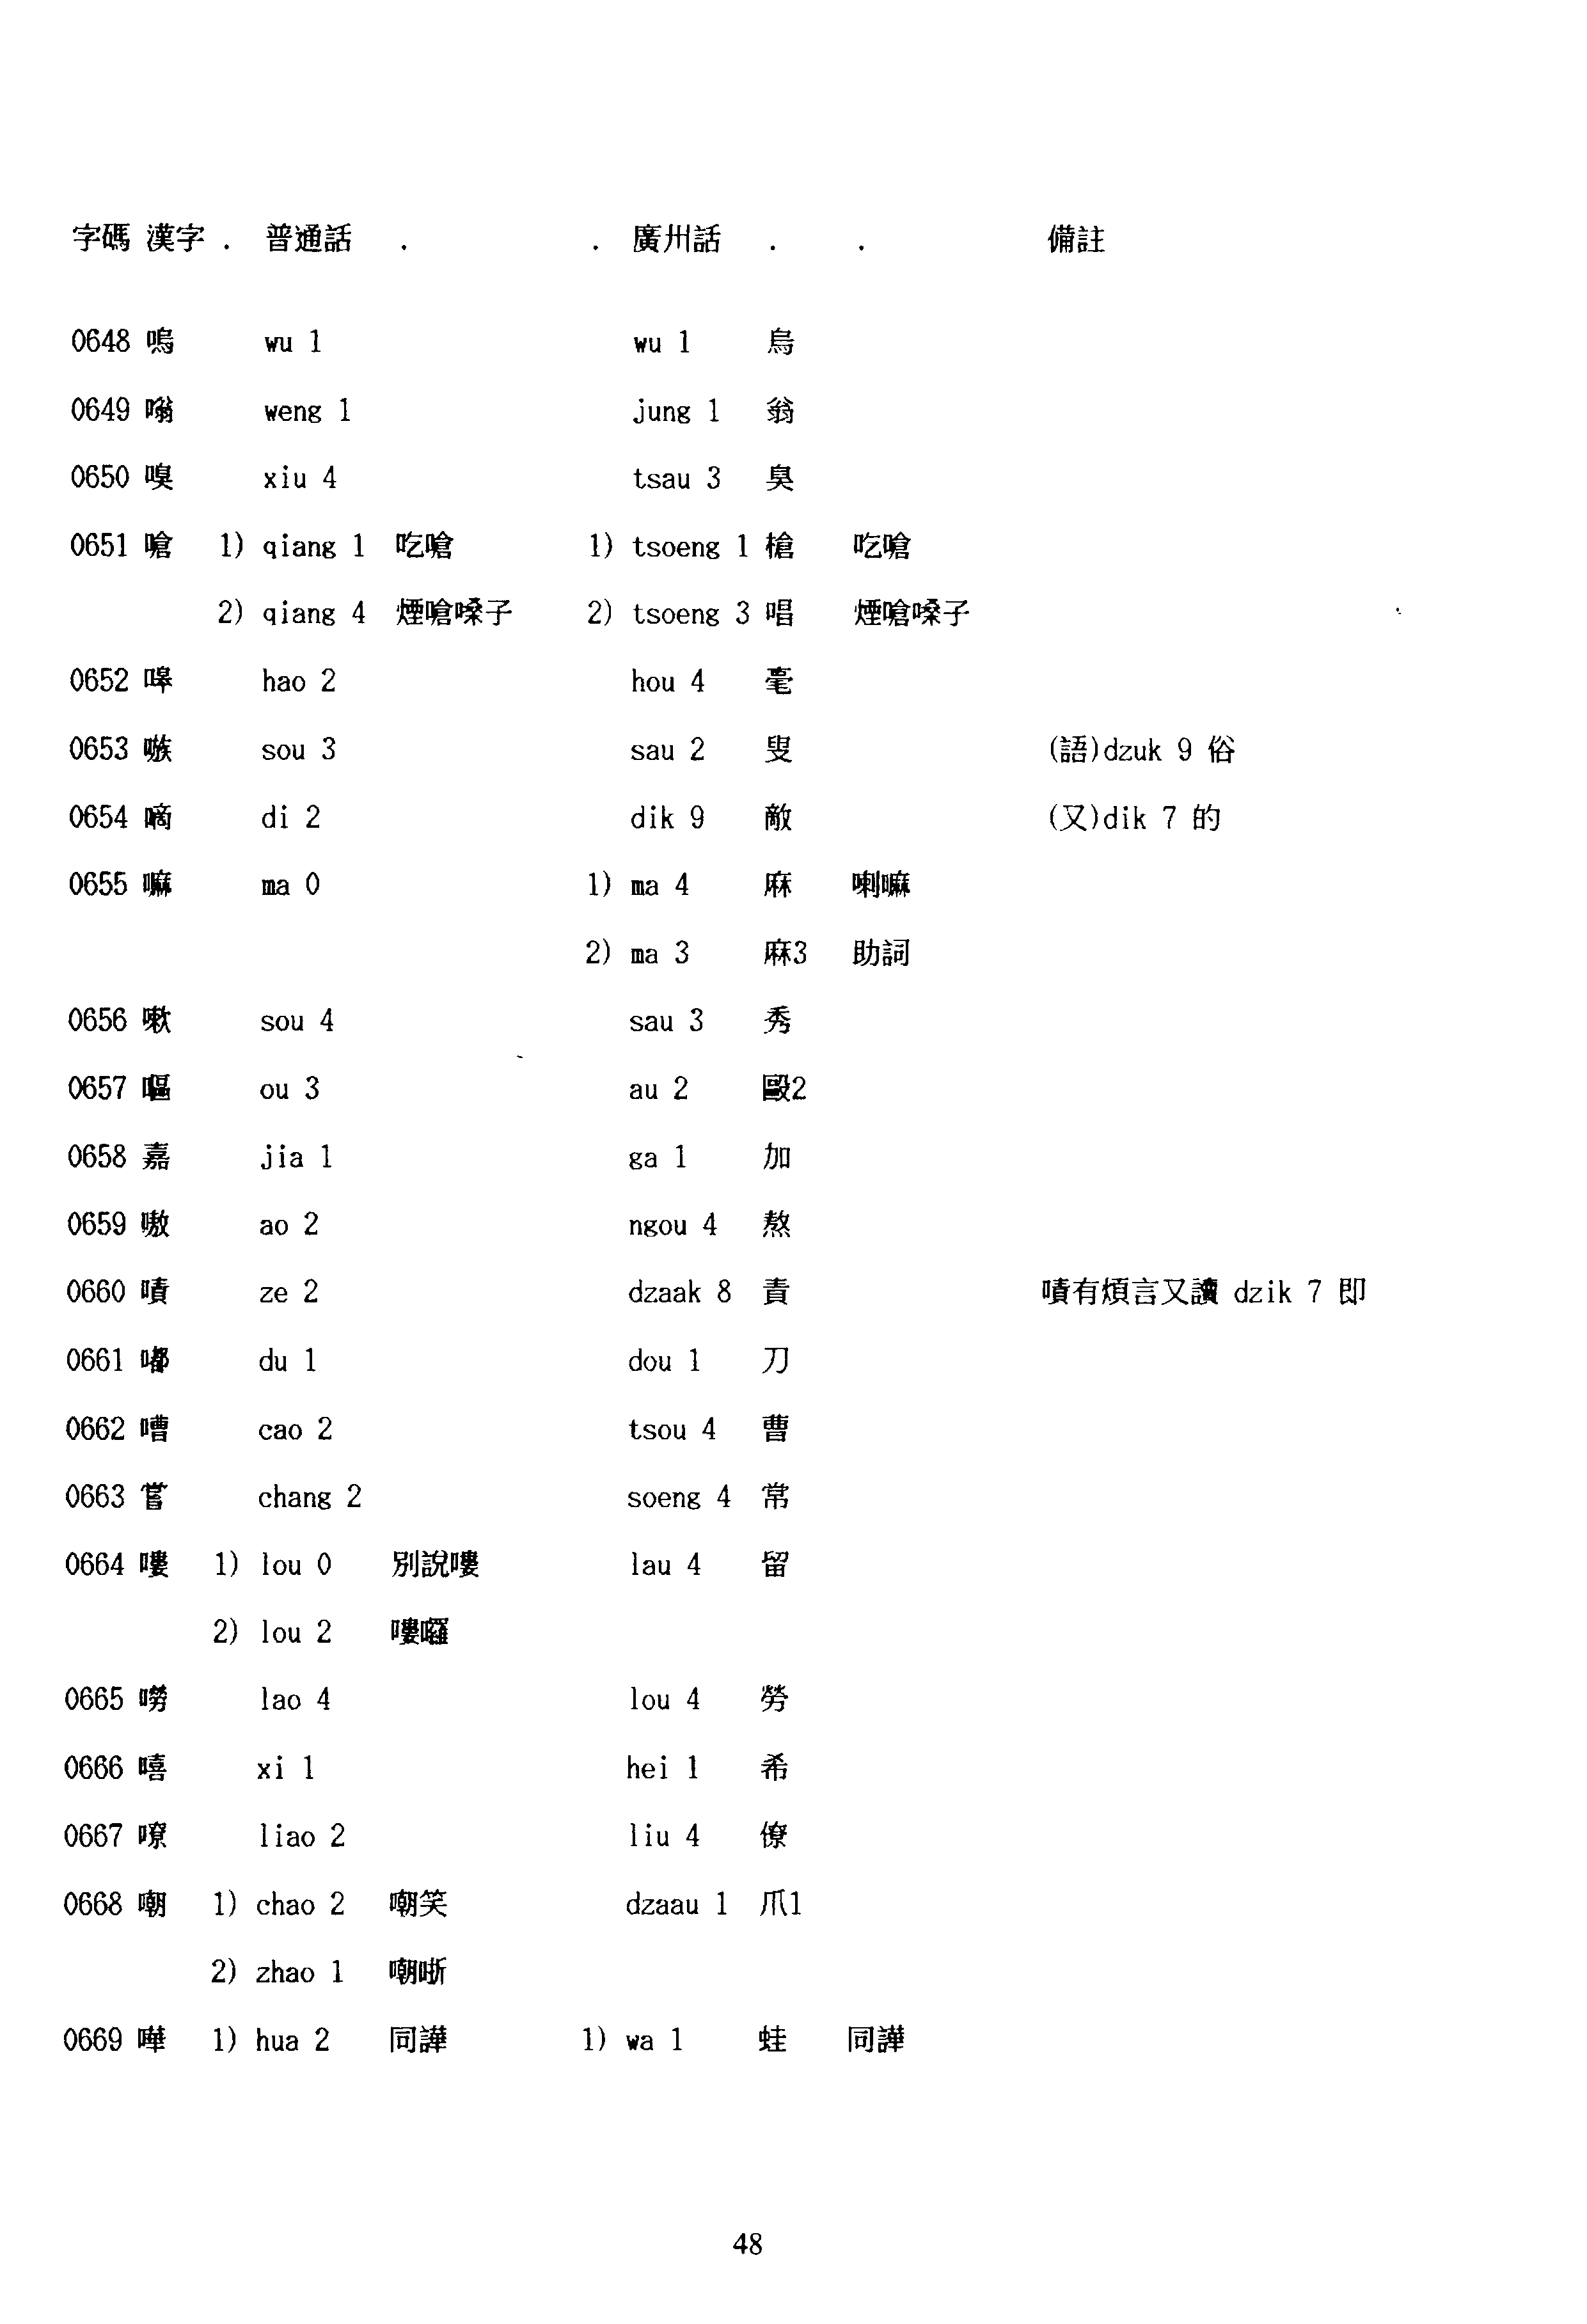 字碼 漢字 . 普通話 . . 廣州話 . . 備註
0648 嗚 wu 1 wu 1 烏
0649 嗡 weng 1 jung 1 翁
0650 嗅 xiu 4 tsau 3 臭
0651 嗆 1) qiang 1 吃嗆 1) tsoeng 1 槍 吃嗆
2) qiang 4 煙嗆嗓子 2) tsoeng 3 唱 煙嗆嗓子
0652 嗥 hao 2 hou 4 毫
0653 嗾 sou 3 sau 2 叟 (語)dzuk 9 俗
0654 嘀 di 2 dik 9 敵 (又)dik 7 的
0655 嘛 ma 0 1) ma 4 麻 喇嘛
2) ma 3 麻3 助詞
0656 嗽 sou 4 sau 3 秀
0657 嘔 ou 3 au 2 毆2
0658 嘉 jia 1 ga 1 加
0659 嗷 ao 2 ngou 4 熬
0660 嘖 ze 2 dzaak 8 責 嘖有煩言又讀 dzik 7 即
0661 嘟 du 1 dou 1 刀
0662 嘈 cao 2 tsou 4 曹
0663 嘗 chang 2 soeng 4 常
0664 嘍 1) lou 0 別說嘍 lau 4 留
2) lou 2 嘍囉
0665 嘮 lao 4 lou 4 勞
0666 嘻 xi 1 hei 1 希
0667 嘹 liao 2 liu 4 僚
0668 嘲 1) chao 2 嘲笑 dzaau 1 爪1
2) zhao 1 嘲哳
0669 嘩 1) hua 2 同譁 1) wa 1 蛙 同譁
48